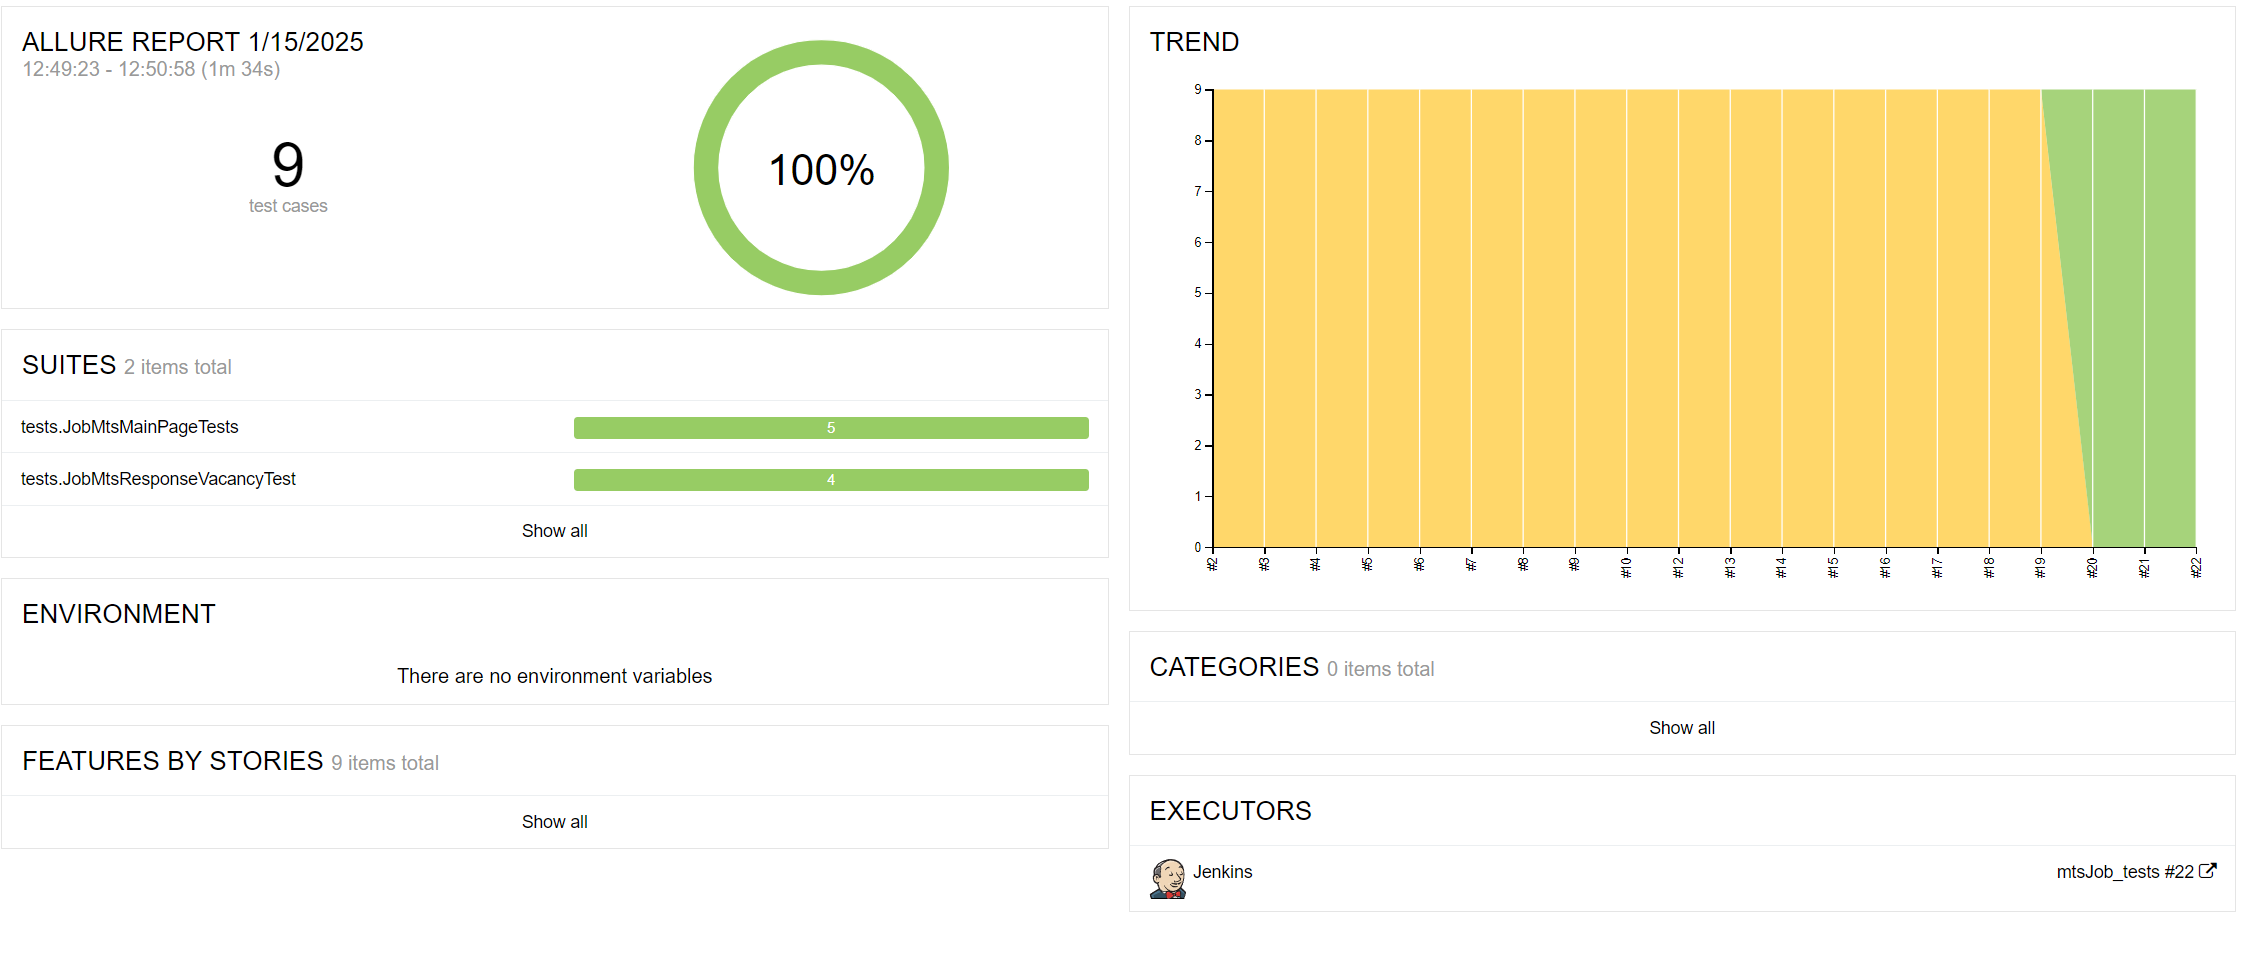 ALLURE REPORT 1/15/2025
12:49:23 - 12:50:58 (1m 34s)
9
test cases
100%
SUITES 2 items total
tests.JobMtsMainPageTests 5
tests.JobMtsResponseVacancyTest 4
Show all
ENVIRONMENT
There are no environment variables
FEATURES BY STORIES 9 items total
Show all
TREND
9
8
7
6
5
4
3
2
1
0
#2 #3 #4 #5 #6 #7 #8 #9 #10 #12 #13 #14 #15 #16 #17 #18 #19 #20 #21 #22
CATEGORIES 0 items total
Show all
EXECUTORS
Jenkins mtsJob_tests #22